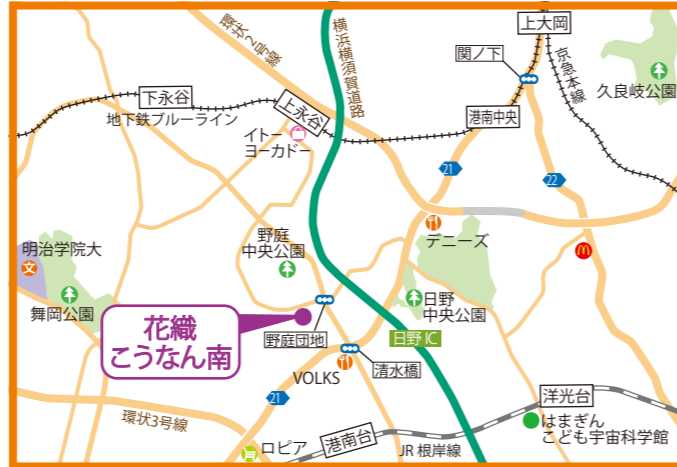 上大岡
環状2号線
横浜横須賀道路
関ノ下
京急本線
久良岐公園
下永谷
地下鉄ブルーライン
上永谷
港南中央
イトー
ヨーカドー
21
22
明治学院大
文
野庭
中央公園
デニーズ
舞岡公園
日野
中央公園
花織
こうなん南
野庭団地
日野IC
VOLKS
清水橋
21
洋光台
環状3号線
はまぎん
こども宇宙科学館
ロピア
港南台
JR 根岸線